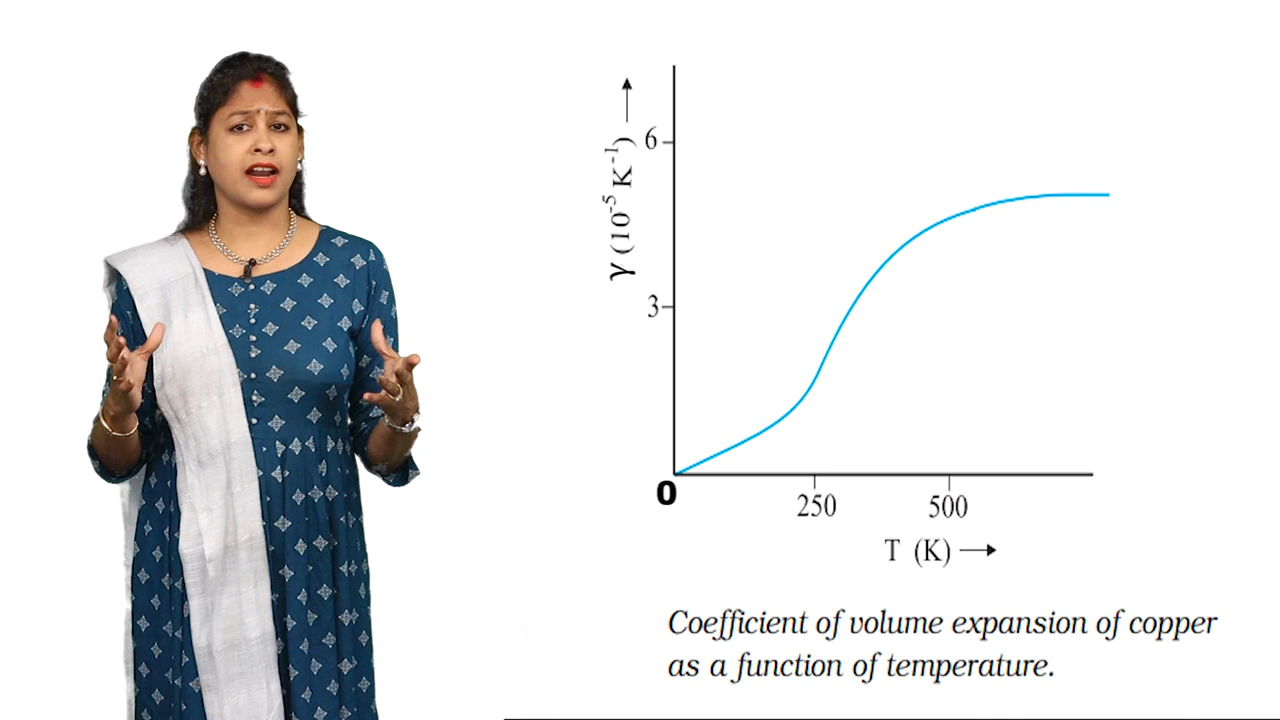 γ (10⁻⁵ K⁻¹)
6
3
0
250
500
T (K)
Coefficient of volume expansion of copper
as a function of temperature.